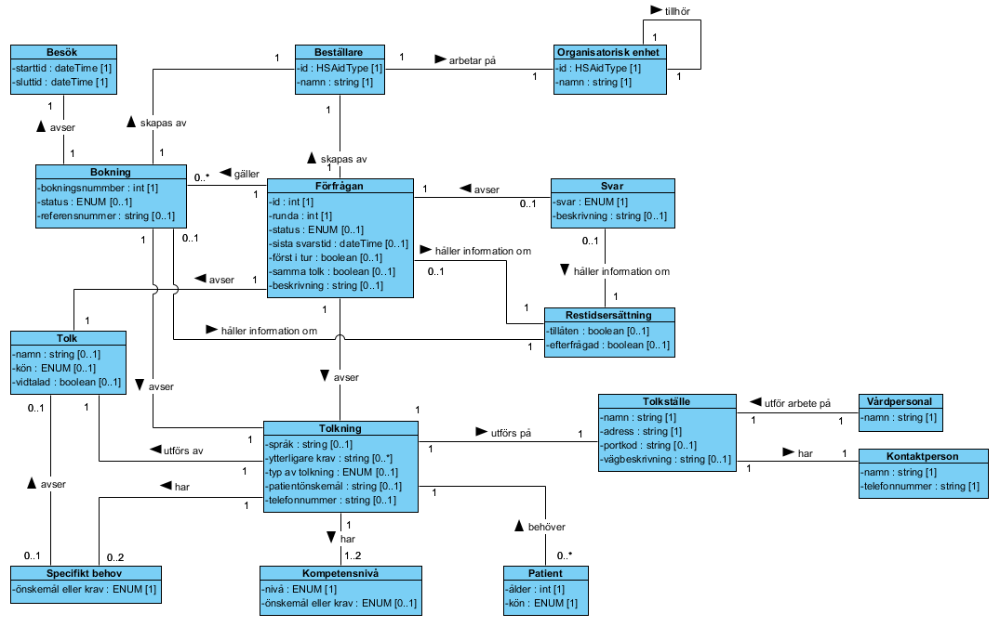 tillhör
1
1
Besök
-starttid : dateTime [1]
-sluttid : dateTime [1]
Beställare
-id : HSAidType [1]
-namn : string [1]
Organisatorisk enhet
-id : HSAidType [1]
-namn : string [1]
1
1
arbetar på
1
1
avser
1
skapas av
1
1
skapas av
1
Bokning
-bokningsnummber : int [1]
-status : ENUM [0..1]
-referensnummer : string [0..1]
0..*
gäller
1
Förfrågan
-id : int [1]
-runda : int [1]
-status : ENUM [0..1]
-sista svarstid : dateTime [0..1]
-först i tur : boolean [0..1]
-samma tolk : boolean [0..1]
-beskrivning : string [0..1]
1
avser
0..1
Svar
-svar : ENUM [1]
-beskrivning : string [0..1]
1
0..1
0..1
håller information om
0..1
1
håller information om
1
avser
1
1
Restidsersättning
-tillåten : boolean [0..1]
-efterfrågad : boolean [0..1]
håller information om
1
1
Tolk
-namn : string [0..1]
-kön : ENUM [0..1]
-vidtalad : boolean [0..1]
avser
avser
0..1
1
1
1
Tolkning
-språk : string [0..1]
-ytterligare krav : string [0..*]
-typ av tolkning : ENUM [0..1]
-patientönskemål : string [0..1]
-telefonnummer : string [0..1]
utförs på
1
1
Tolkställe
-namn : string [1]
-adress : string [1]
-portkod : string [0..1]
-vägbeskrivning : string [0..1]
utför arbete på
1
1
Vårdpersonal
-namn : string [1]
har
1
1
Kontaktperson
-namn : string [1]
-telefonnummer : string [1]
utförs av
1
avser
har
1
1
1
har
behöver
0..1
0..2
1..2
0..*
Specifikt behov
-önskemål eller krav : ENUM [1]
Kompetensnivå
-nivå : ENUM [1]
-önskemål eller krav : ENUM [0..1]
Patient
-ålder : int [1]
-kön : ENUM [1]